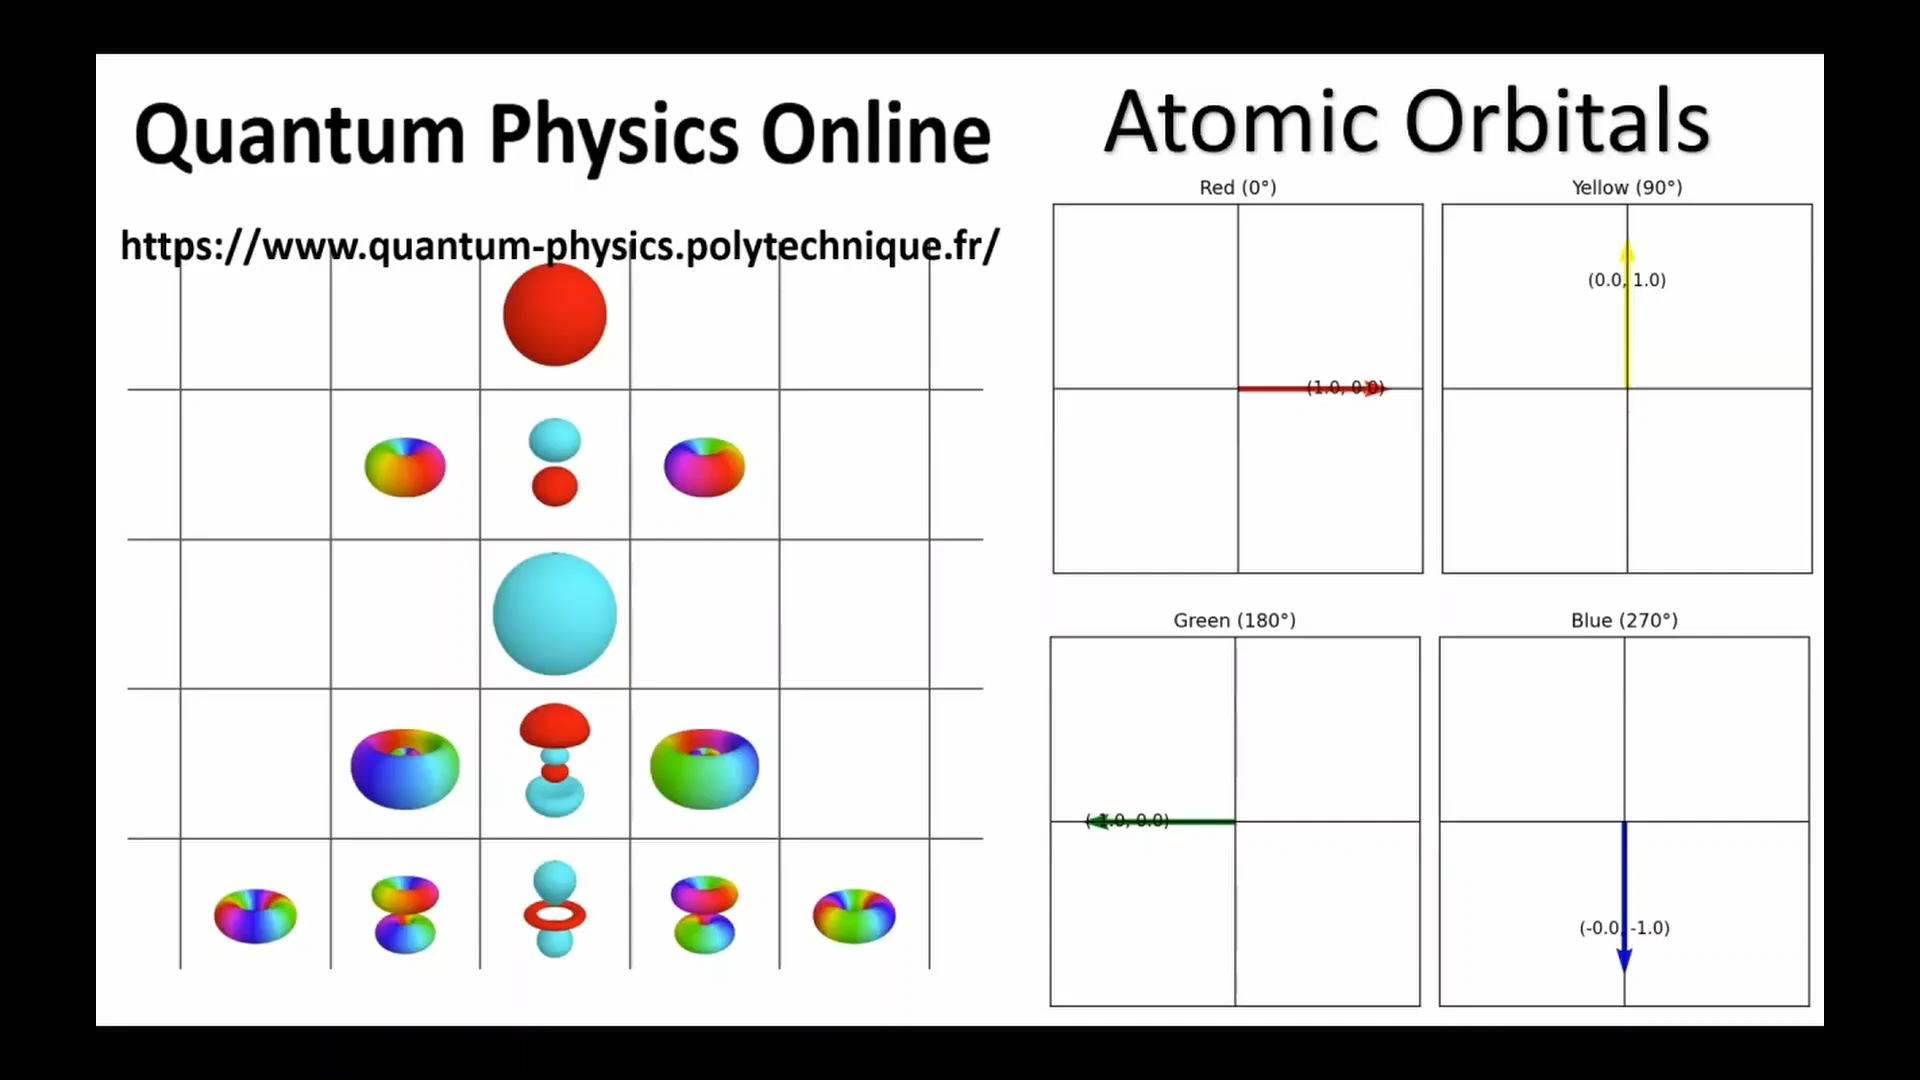 Quantum Physics Online
https://www.quantum-physics.polytechnique.fr/
Atomic Orbitals
Red (0°)
(1.0, 0.0)
Yellow (90°)
(0.0, 1.0)
Green (180°)
(-1.0, 0.0)
Blue (270°)
(-0.0, -1.0)